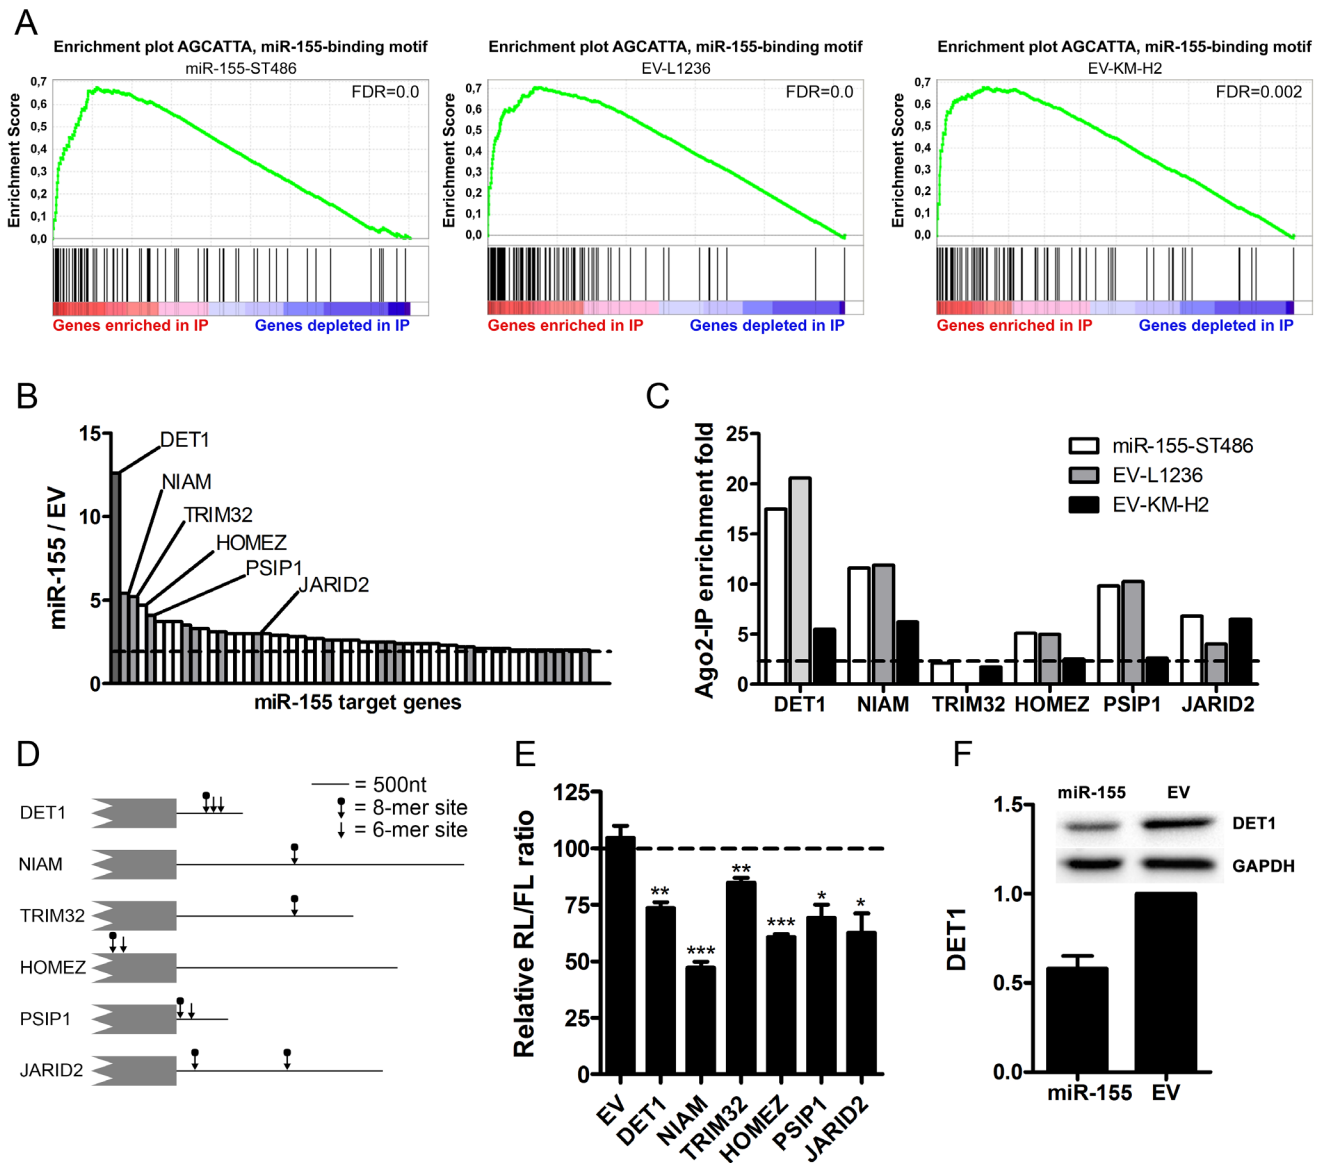 A
Enrichment plot AGCATTA, miR-155-binding motif
miR-155-ST486
FDR=0.0
Enrichment Score
0,7
0,6
0,5
0,4
0,3
0,2
0,1
0,0
Genes enriched in IP
Genes depleted in IP
Enrichment plot AGCATTA, miR-155-binding motif
EV-L1236
FDR=0.0
Enrichment Score
0,7
0,6
0,5
0,4
0,3
0,2
0,1
0,0
Genes enriched in IP
Genes depleted in IP
Enrichment plot AGCATTA, miR-155-binding motif
EV-KM-H2
FDR=0.002
Enrichment Score
0,7
0,6
0,5
0,4
0,3
0,2
0,1
0,0
Genes enriched in IP
Genes depleted in IP
B
miR-155 / EV
15
10
5
0
DET1
NIAM
TRIM32
HOMEZ
PSIP1
JARID2
miR-155 target genes
C
Ago2-IP enrichment fold
25
20
15
10
5
0
miR-155-ST486
EV-L1236
EV-KM-H2
DET1
NIAM
TRIM32
HOMEZ
PSIP1
JARID2
D
= 500nt
= 8-mer site
= 6-mer site
DET1
NIAM
TRIM32
HOMEZ
PSIP1
JARID2
E
Relative RL/FL ratio
125
100
75
50
25
0
**
***
**
***
*
*
EV
DET1
NIAM
TRIM32
HOMEZ
PSIP1
JARID2
F
DET1
1.5
1.0
0.5
0.0
miR-155
EV
DET1
GAPDH
miR-155
EV